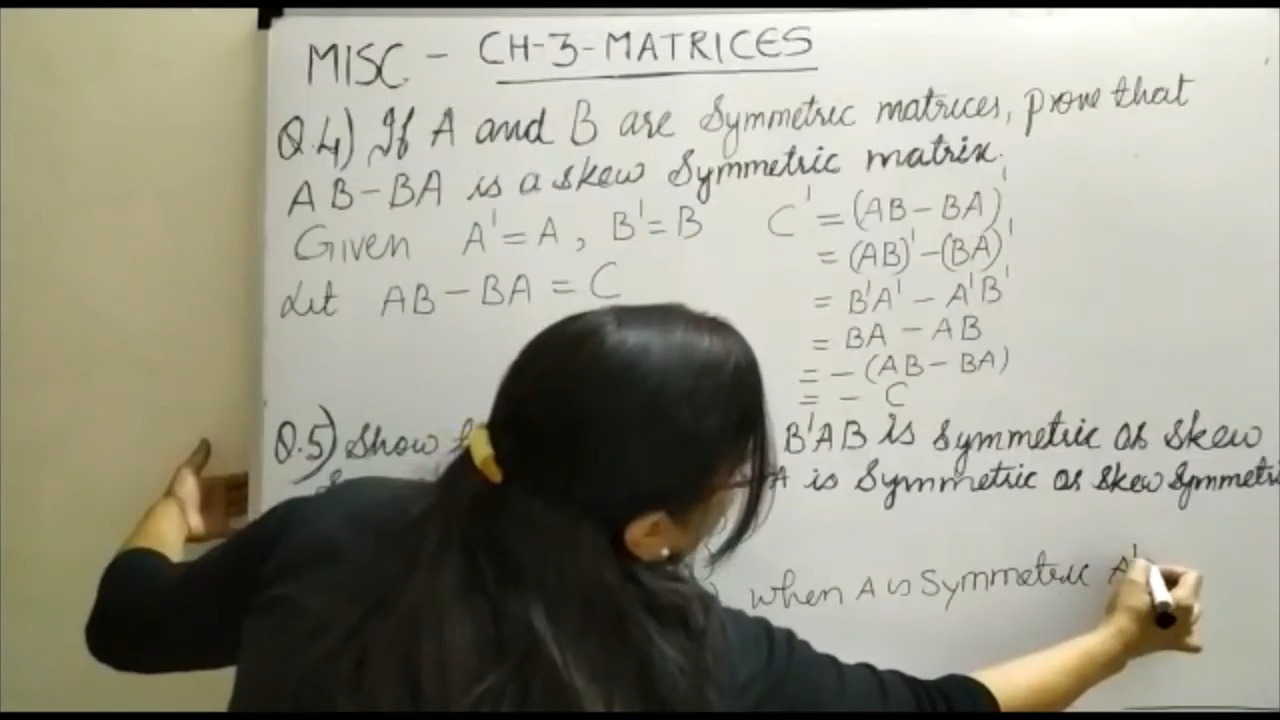 MISC - CH-3-MATRICES
Q.4) If A and B are Symmetric matrices, prove that
AB-BA is a skew Symmetric matrix.
Given A'=A, B'=B
Let AB-BA=C
C'=(AB-BA)'
=(AB)'-(BA)'
=B'A'-A'B'
=BA-AB
=-(AB-BA)
=-C
Q.5) Show B'AB is Symmetric or Skew
A is Symmetric or Skew Symmetri
when A is Symmetric A'